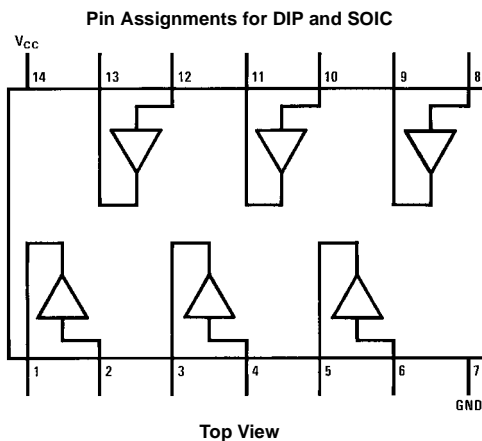 Pin Assignments for DIP and SOIC
VCC
14 13 12 11 10 9 8
1 2 3 4 5 6 7
GND
Top View